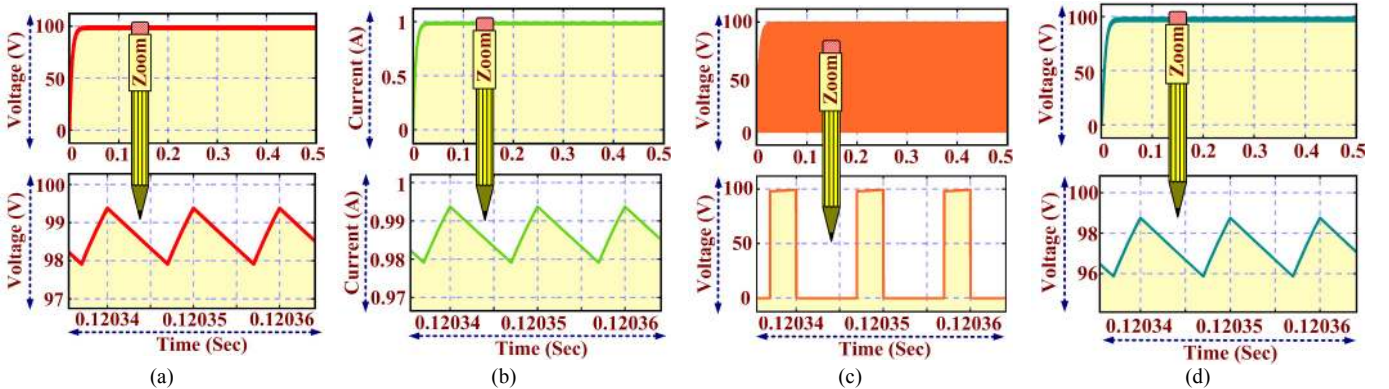 Voltage (V)
100
50
0
0 0.1 0.2 0.3 0.4 0.5
Zoom
Voltage (V)
100
99
98
97
0.12034 0.12035 0.12036
Time (Sec)
(a)
Current (A)
1
0.5
0
0 0.1 0.2 0.3 0.4 0.5
Zoom
Current (A)
1
0.99
0.98
0.97
0.12034 0.12035 0.12036
Time (Sec)
(b)
Voltage (V)
100
50
0
0 0.1 0.2 0.3 0.4 0.5
Zoom
Voltage (V)
100
50
0
0.12034 0.12035 0.12036
Time (Sec)
(c)
Voltage (V)
100
50
0
0 0.1 0.2 0.3 0.4 0.5
Zoom
Voltage (V)
100
98
96
0.12034 0.12035 0.12036
Time (Sec)
(d)